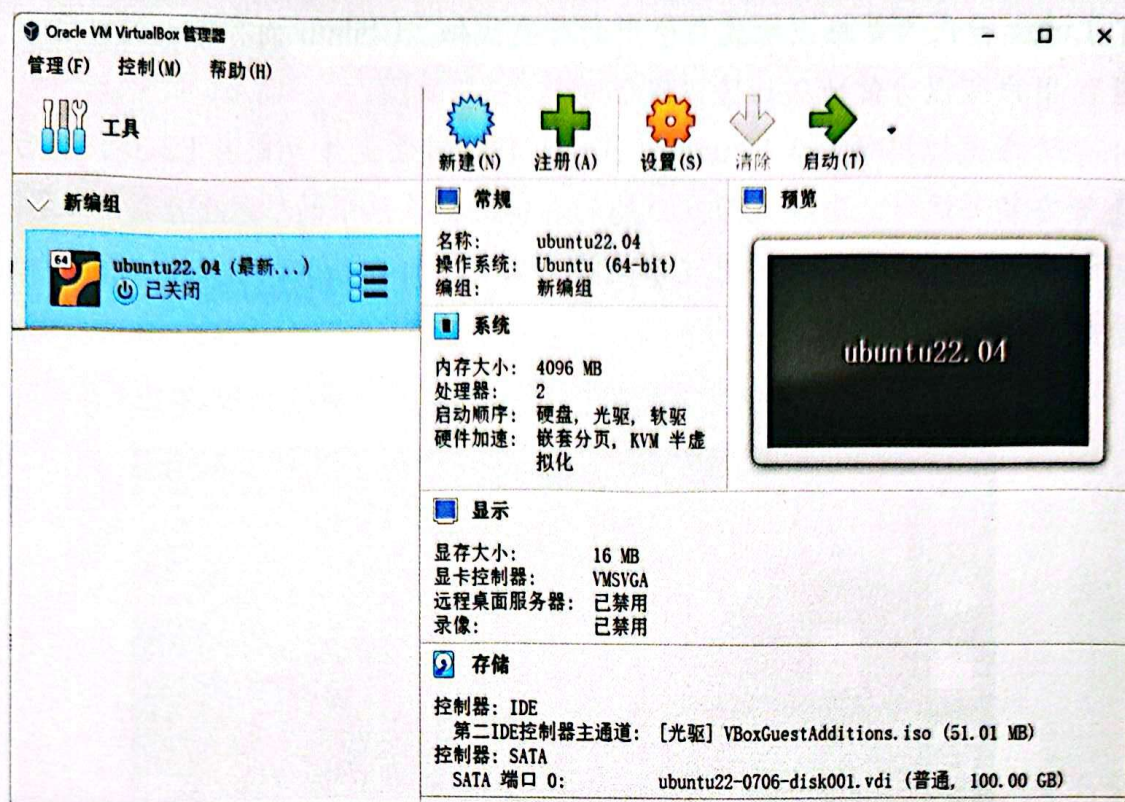 Oracle VM VirtualBox 管理器
管理(F) 控制(M) 帮助(H)
工具
新建(N) 注册(A) 设置(S) 清除 启动(T)
新编组
64
ubuntu22.04 (最新...)
已关闭
常规
名称: ubuntu22.04
操作系统: Ubuntu (64-bit)
编组: 新编组
预览
ubuntu22.04
系统
内存大小: 4096 MB
处理器: 2
启动顺序: 硬盘, 光驱, 软驱
硬件加速: 嵌套分页, KVM 半虚
拟化
显示
显存大小: 16 MB
显卡控制器: VMSVGA
远程桌面服务器: 已禁用
录像: 已禁用
存储
控制器: IDE
第二IDE控制器主通道: [光驱] VBoxGuestAdditions.iso (51.01 MB)
控制器: SATA
SATA 端口 0: ubuntu22-0706-disk001.vdi (普通, 100.00 GB)